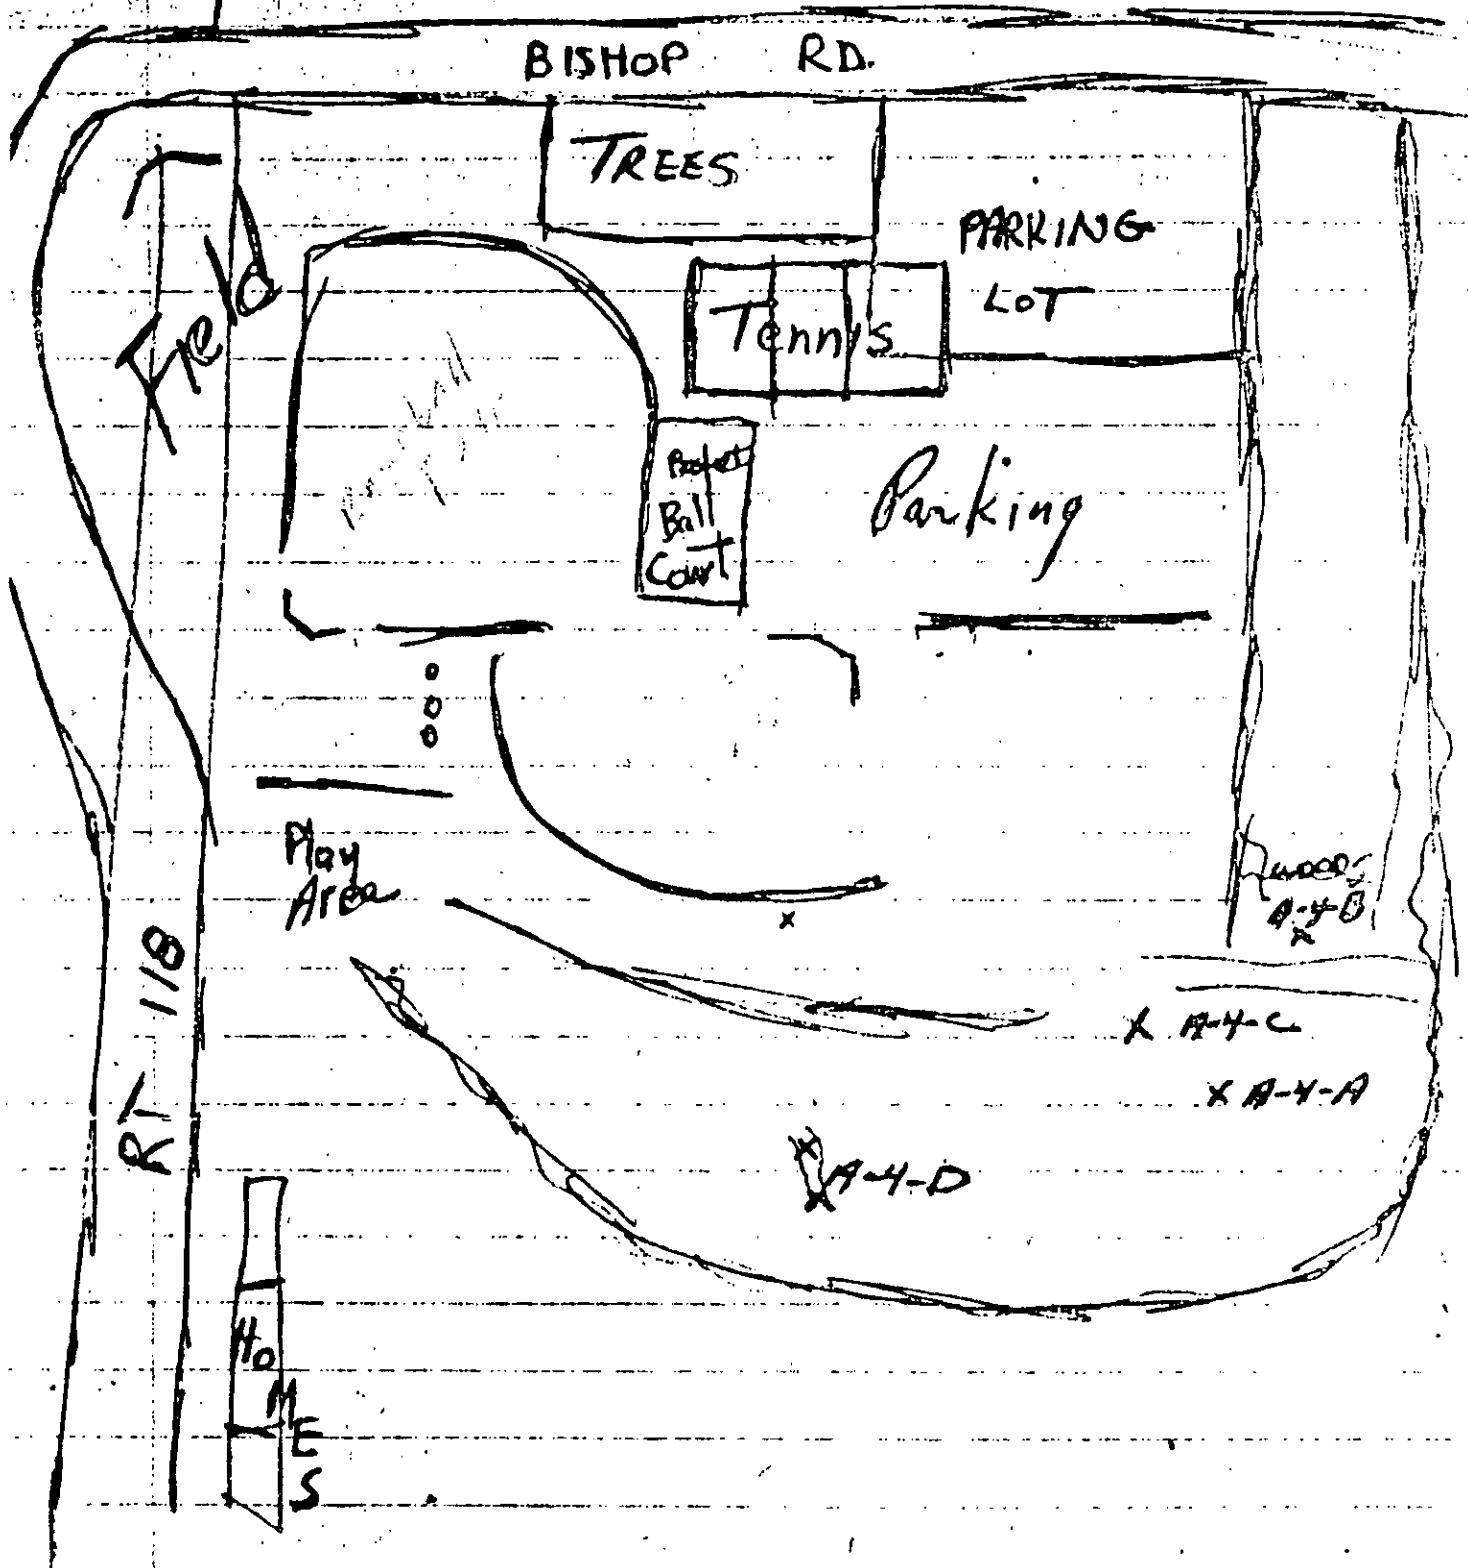 BISHOP RD.
TREES
PARKING
LOT
Field
Tennis
Ball
Court
Parking
Play
Area
woods
A-4-B
x
x
x A-4-C
x A-4-A
x
x A-4-D
RT 118
HOMES